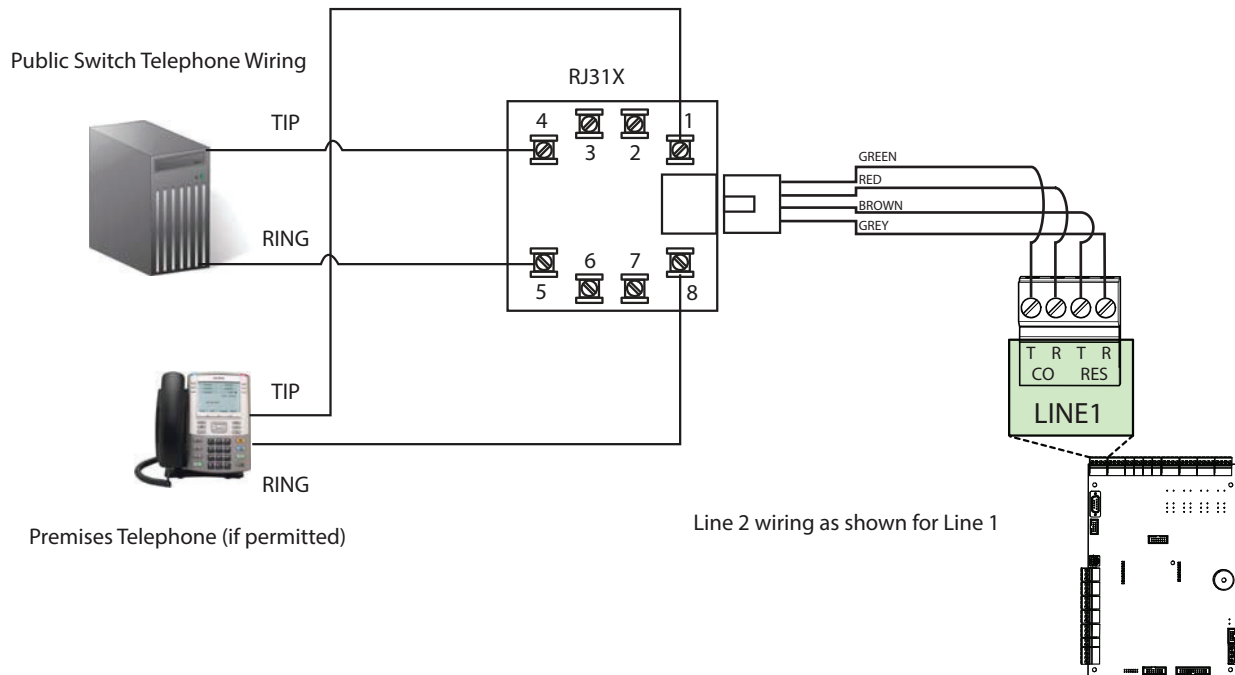 Public Switch Telephone Wiring
RJ31X
TIP
4
3
2
1
GREEN
RED
BROWN
GREY
RING
5
6
7
8
T R T R
CO RES
LINE1
TIP
RING
Premises Telephone (if permitted)
Line 2 wiring as shown for Line 1